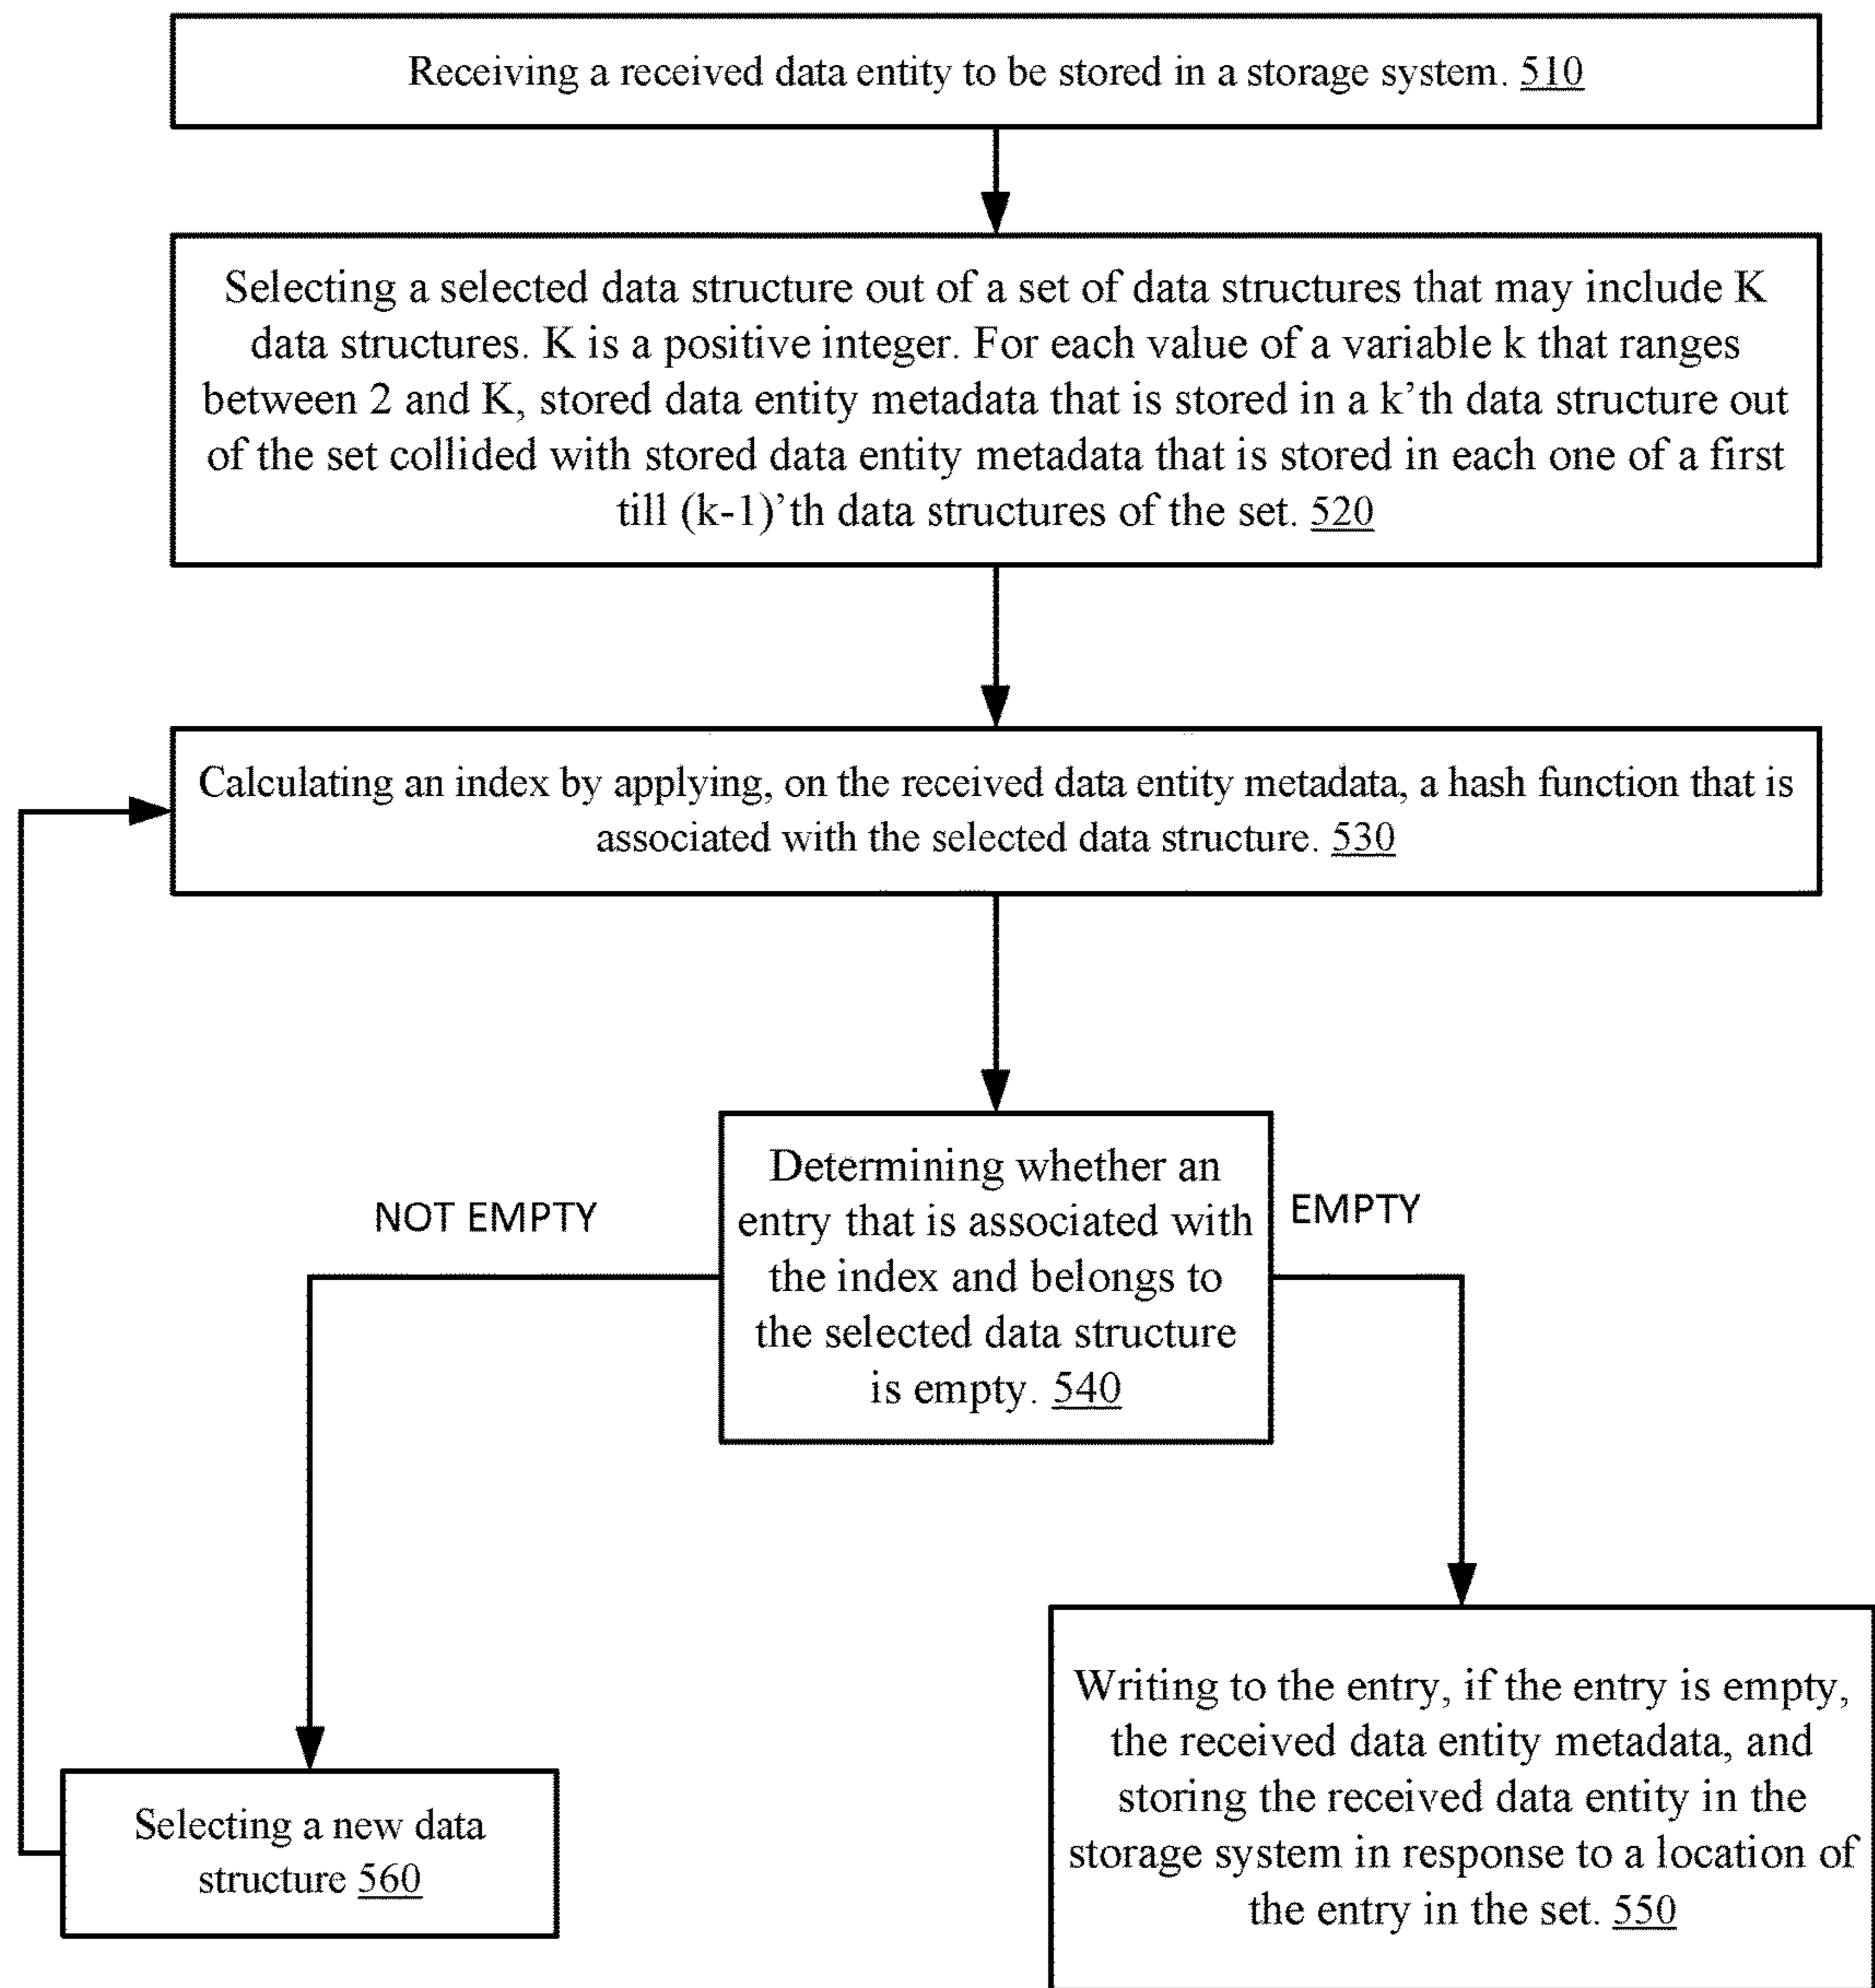 Receiving a received data entity to be stored in a storage system. 510
Selecting a selected data structure out of a set of data structures that may include K
data structures. K is a positive integer. For each value of a variable k that ranges
between 2 and K, stored data entity metadata that is stored in a k’th data structure out
of the set collided with stored data entity metadata that is stored in each one of a first
till (k-1)’th data structures of the set. 520
Calculating an index by applying, on the received data entity metadata, a hash function that is
associated with the selected data structure. 530
Determining whether an
entry that is associated with
the index and belongs to
the selected data structure
is empty. 540
NOT EMPTY
EMPTY
Writing to the entry, if the entry is empty,
the received data entity metadata, and
storing the received data entity in the
storage system in response to a location of
the entry in the set. 550
Selecting a new data
structure 560